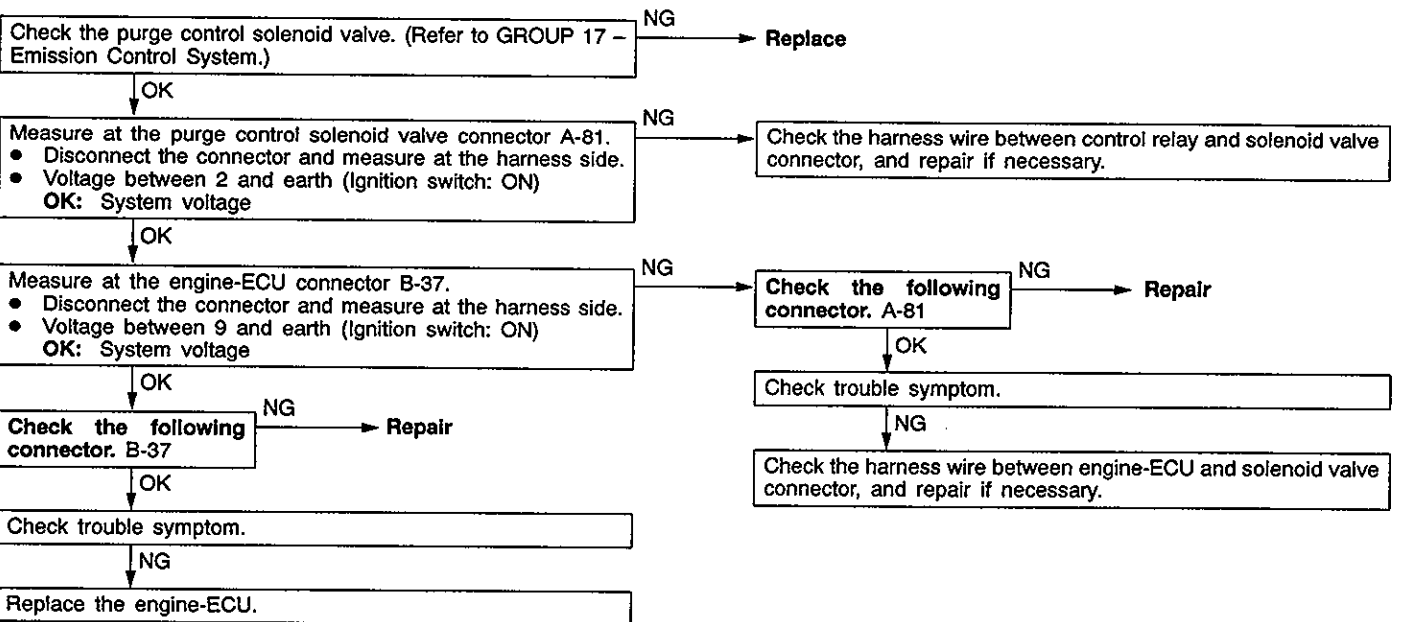 Check the purge control solenoid valve. (Refer to GROUP 17 –
Emission Control System.)
NG
Replace
OK
Measure at the purge control solenoid valve connector A-81.
● Disconnect the connector and measure at the harness side.
● Voltage between 2 and earth (Ignition switch: ON)
OK: System voltage
NG
Check the harness wire between control relay and solenoid valve
connector, and repair if necessary.
OK
Measure at the engine-ECU connector B-37.
● Disconnect the connector and measure at the harness side.
● Voltage between 9 and earth (Ignition switch: ON)
OK: System voltage
NG
Check the following
connector. A-81
NG
Repair
OK
Check trouble symptom.
NG
Check the harness wire between engine-ECU and solenoid valve
connector, and repair if necessary.
OK
Check the following
connector. B-37
NG
Repair
OK
Check trouble symptom.
NG
Replace the engine-ECU.